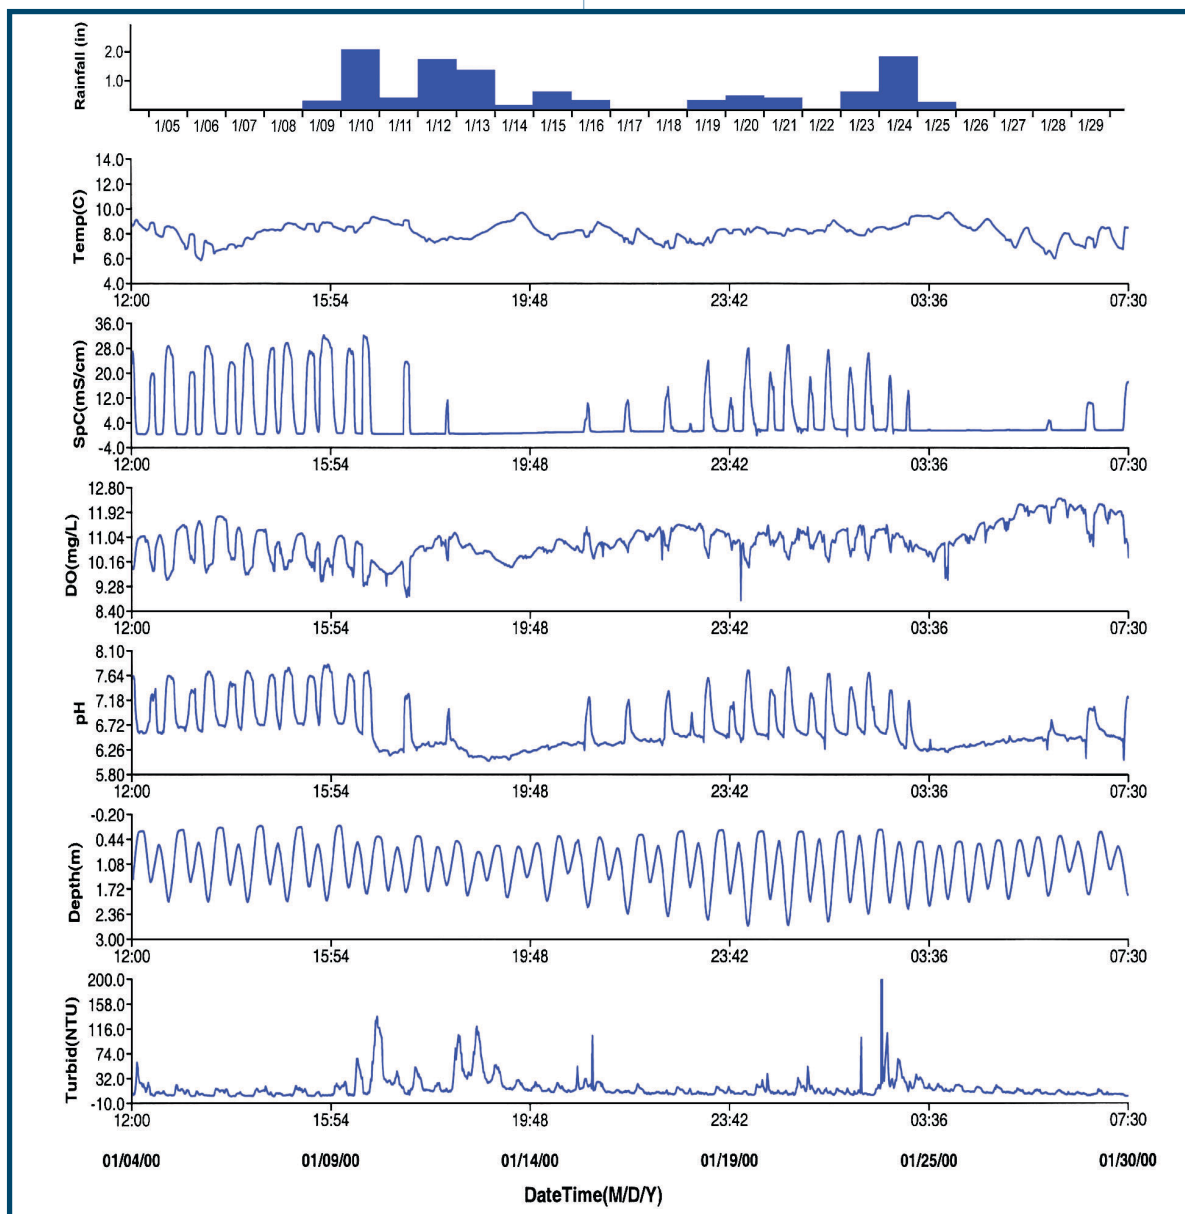 Rainfall (in)
2.0
1.0
1/05 1/06 1/07 1/08 1/09 1/10 1/11 1/12 1/13 1/14 1/15 1/16 1/17 1/18 1/19 1/20 1/21 1/22 1/23 1/24 1/25 1/26 1/27 1/28 1/29
Temp(C)
14.0
12.0
10.0
8.0
6.0
4.0
12:00 15:54 19:48 23:42 03:36 07:30
SpC(mS/cm)
36.0
28.0
20.0
12.0
4.0
-4.0
12:00 15:54 19:48 23:42 03:36 07:30
DO(mg/L)
12.80
11.92
11.04
10.16
9.28
8.40
12:00 15:54 19:48 23:42 03:36 07:30
pH
8.10
7.64
7.18
6.72
6.26
5.80
12:00 15:54 19:48 23:42 03:36 07:30
Depth(m)
-0.20
0.44
1.08
1.72
2.36
3.00
12:00 15:54 19:48 23:42 03:36 07:30
Turbid(NTU)
200.0
158.0
116.0
74.0
32.0
-10.0
12:00 15:54 19:48 23:42 03:36 07:30
01/04/00 01/09/00 01/14/00 01/19/00 01/25/00 01/30/00
DateTime(M/D/Y)